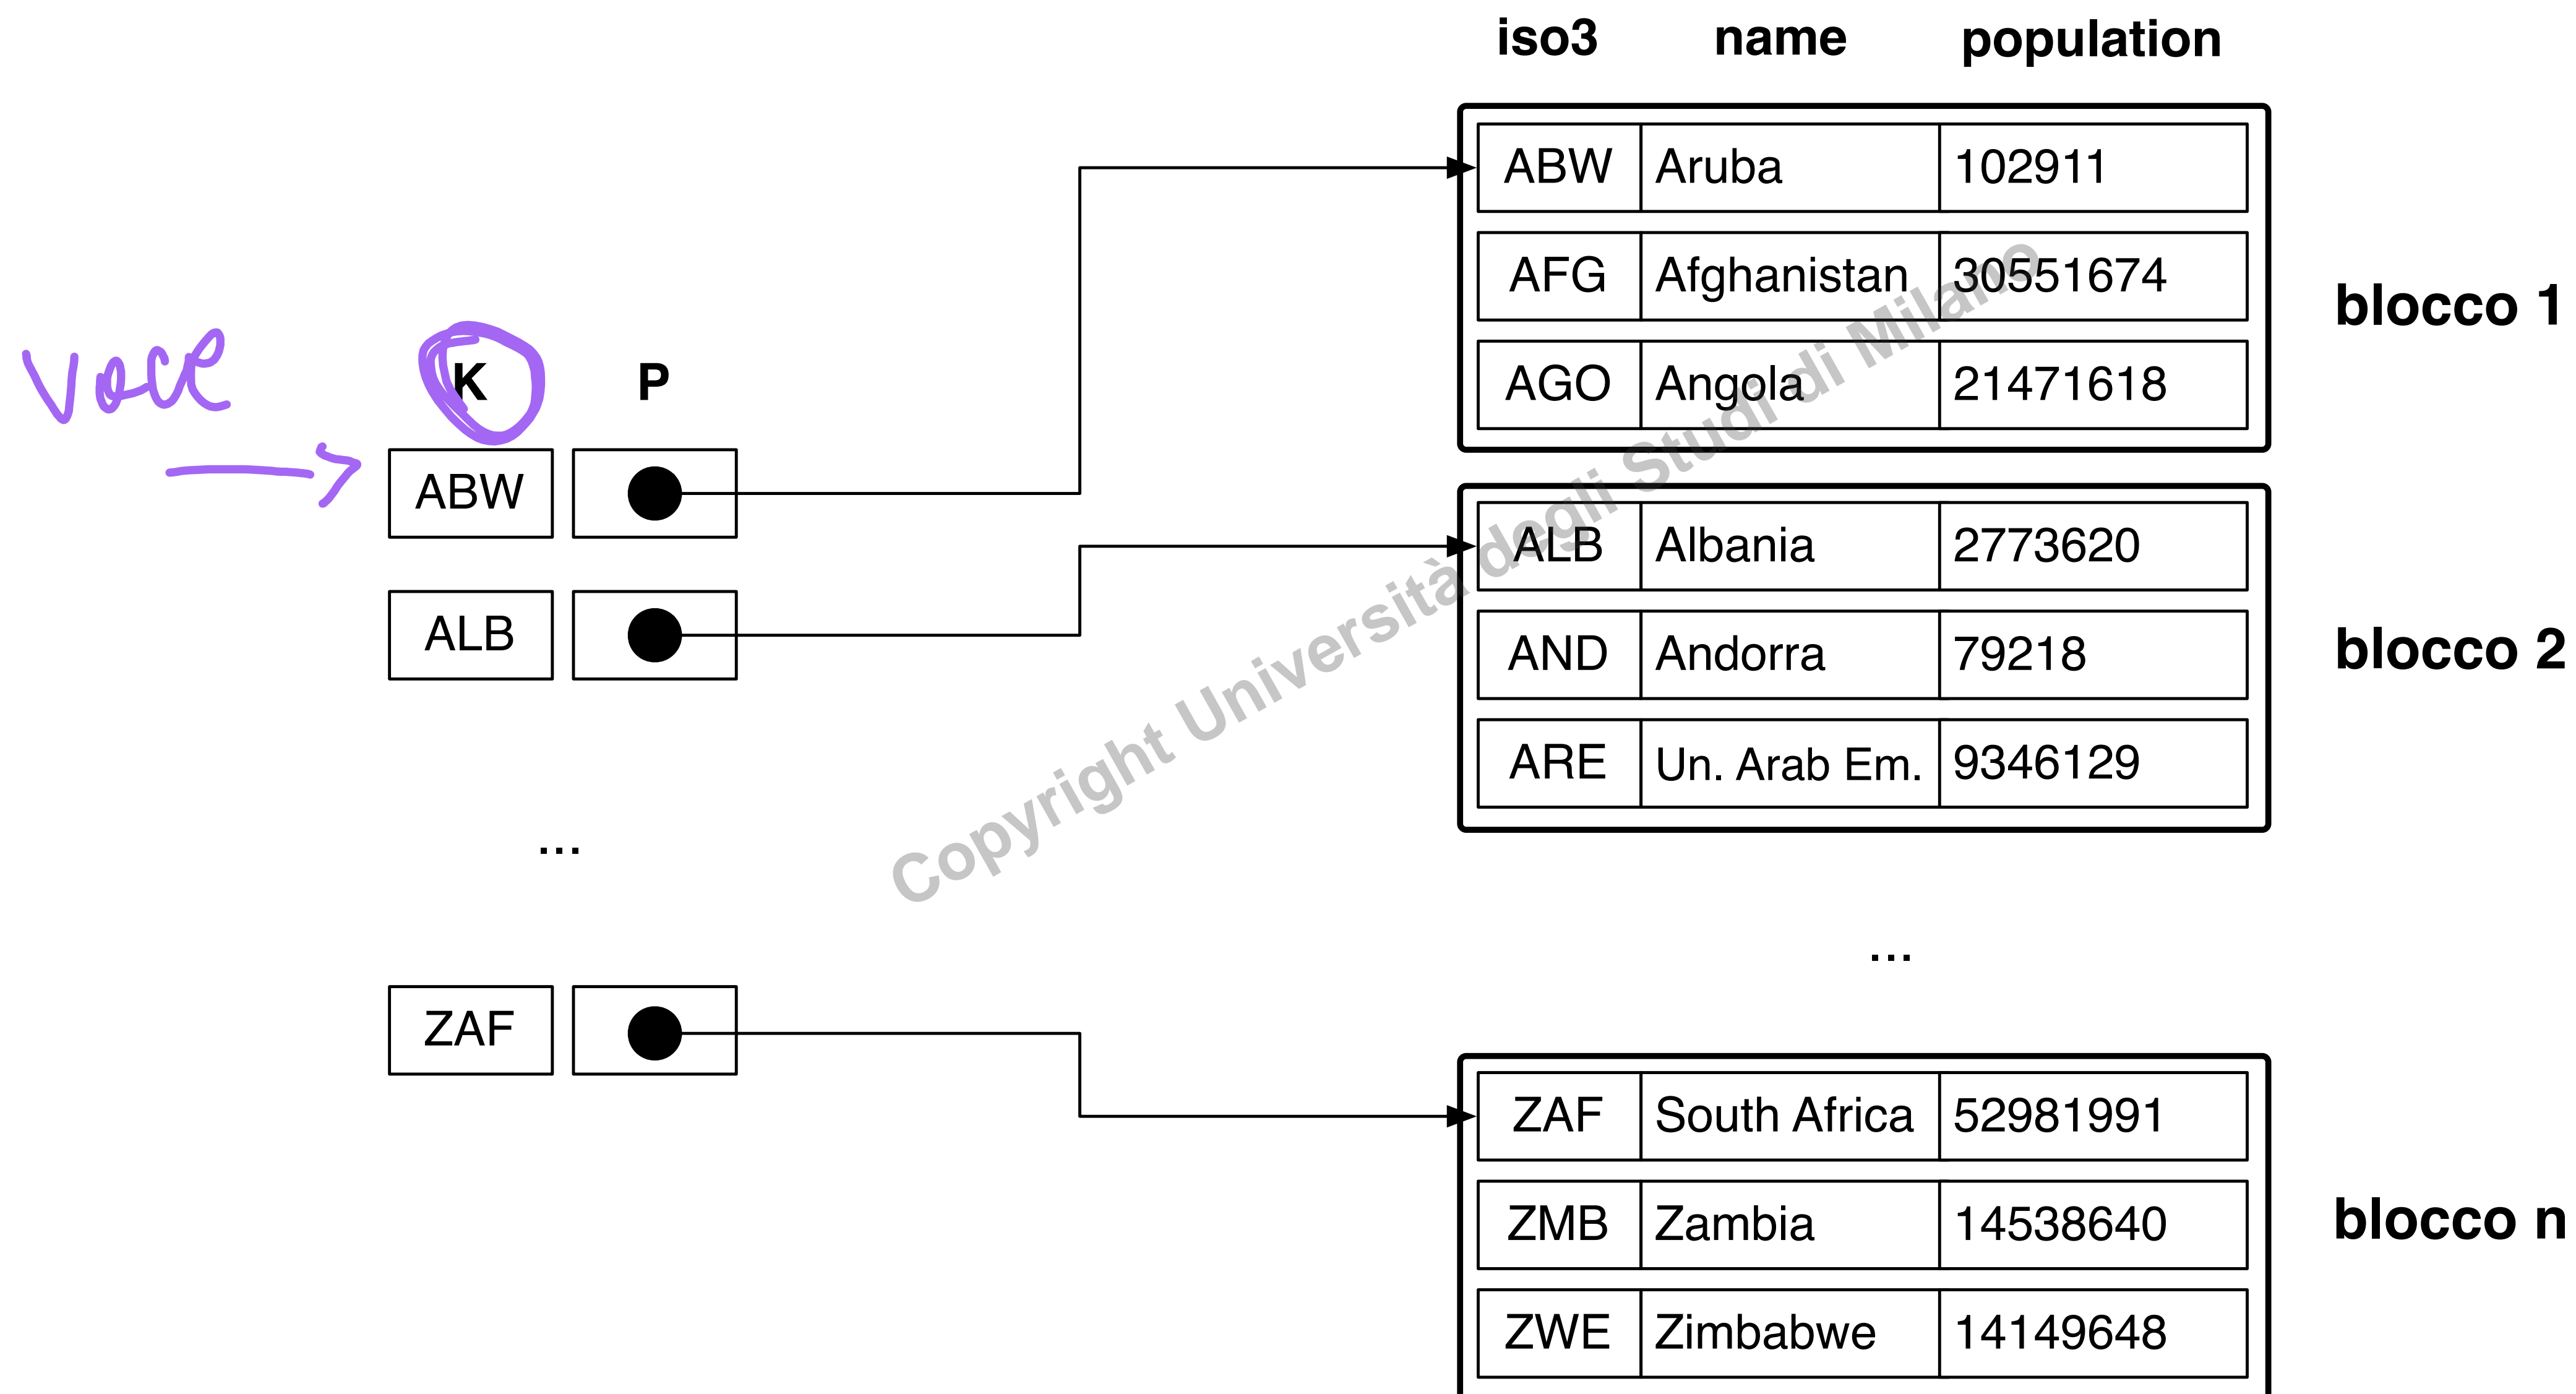 iso3 name population
ABW Aruba 102911
AFG Afghanistan 30551674
AGO Angola 21471618
blocco 1
voce
K P
ABW
ALB
ALB Albania 2773620
AND Andorra 79218
ARE Un. Arab Em. 9346129
blocco 2
...
...
ZAF
ZAF South Africa 52981991
ZMB Zambia 14538640
ZWE Zimbabwe 14149648
blocco n
Copyright Università degli Studi di Milano